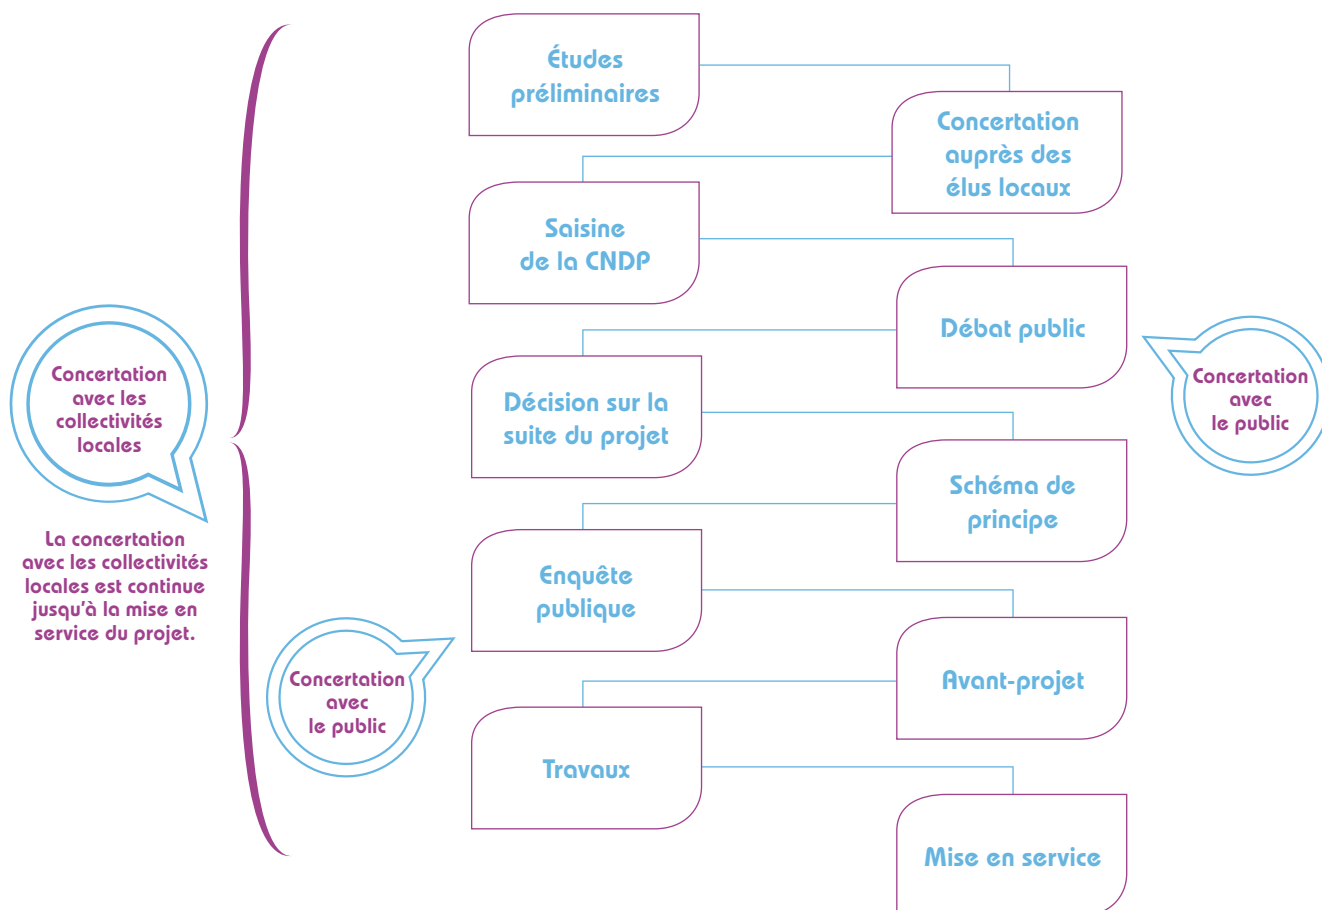 Études
préliminaires
Concertation
auprès des
élus locaux
Saisine
de la CNDP
Débat public
Décision sur la
suite du projet
Schéma de
principe
Enquête
publique
Avant-projet
Travaux
Mise en service
Concertation
avec les
collectivités
locales
La concertation
avec les collectivités
locales est continue
jusqu'à la mise en
service du projet.
Concertation
avec
le public
Concertation
avec
le public